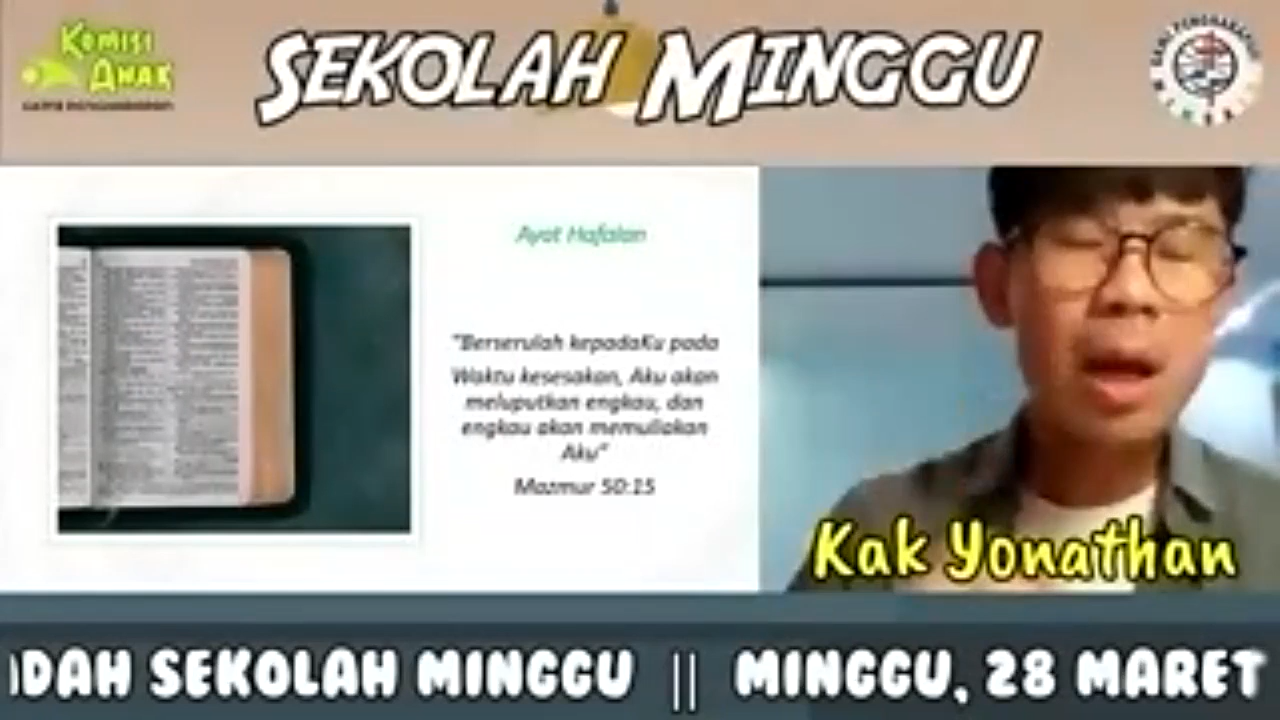 KOMISI
ANAK
SEKOLAH MINGGU
Ayat Hafalan
"Berserulah kepadaKu pada
Waktu kesesakan, Aku akan
meluputkan engkau, dan
engkau akan memuliakan
Aku"
Mazmur 50:15
Kak Yonathan
ADAH SEKOLAH MINGGU || MINGGU, 28 MARET